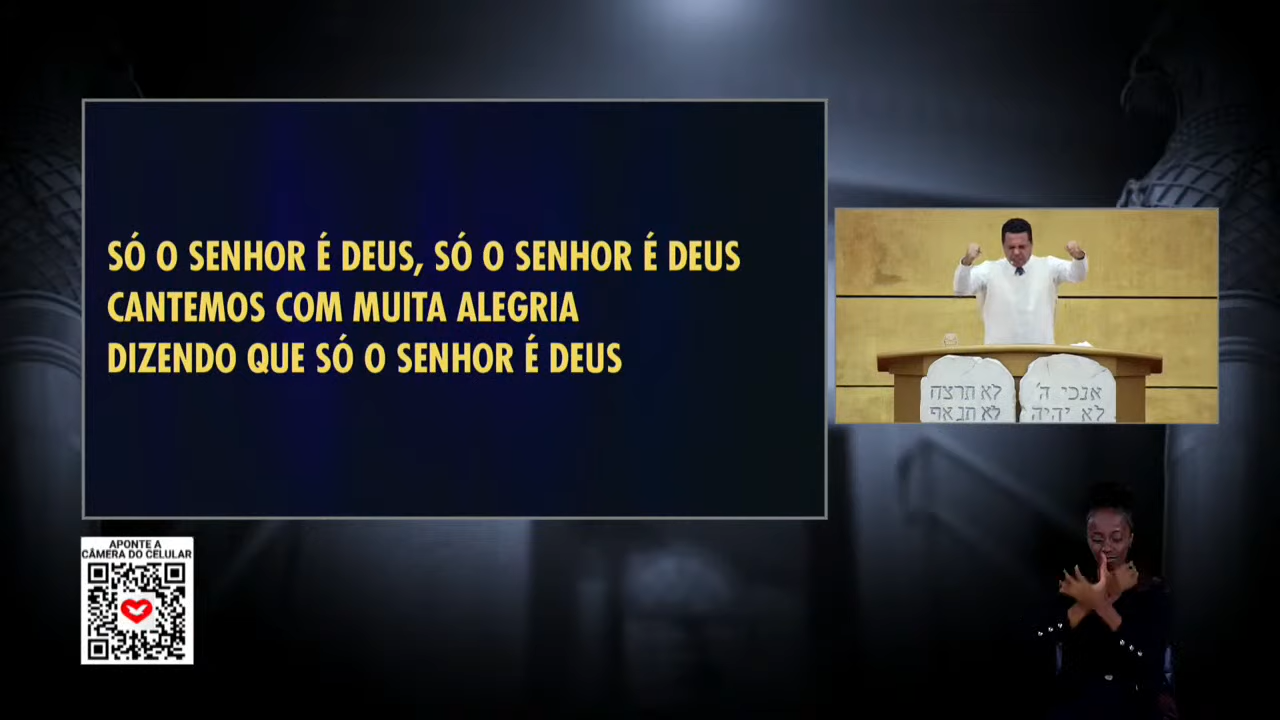 SÓ O SENHOR É DEUS, SÓ O SENHOR É DEUS
CANTEMOS COM MUITA ALEGRIA
DIZENDO QUE SÓ O SENHOR É DEUS
אנכי ה'
לא יהיה
לא תרצח
לא תנאף
APONTE A
CÂMERA DO CELULAR